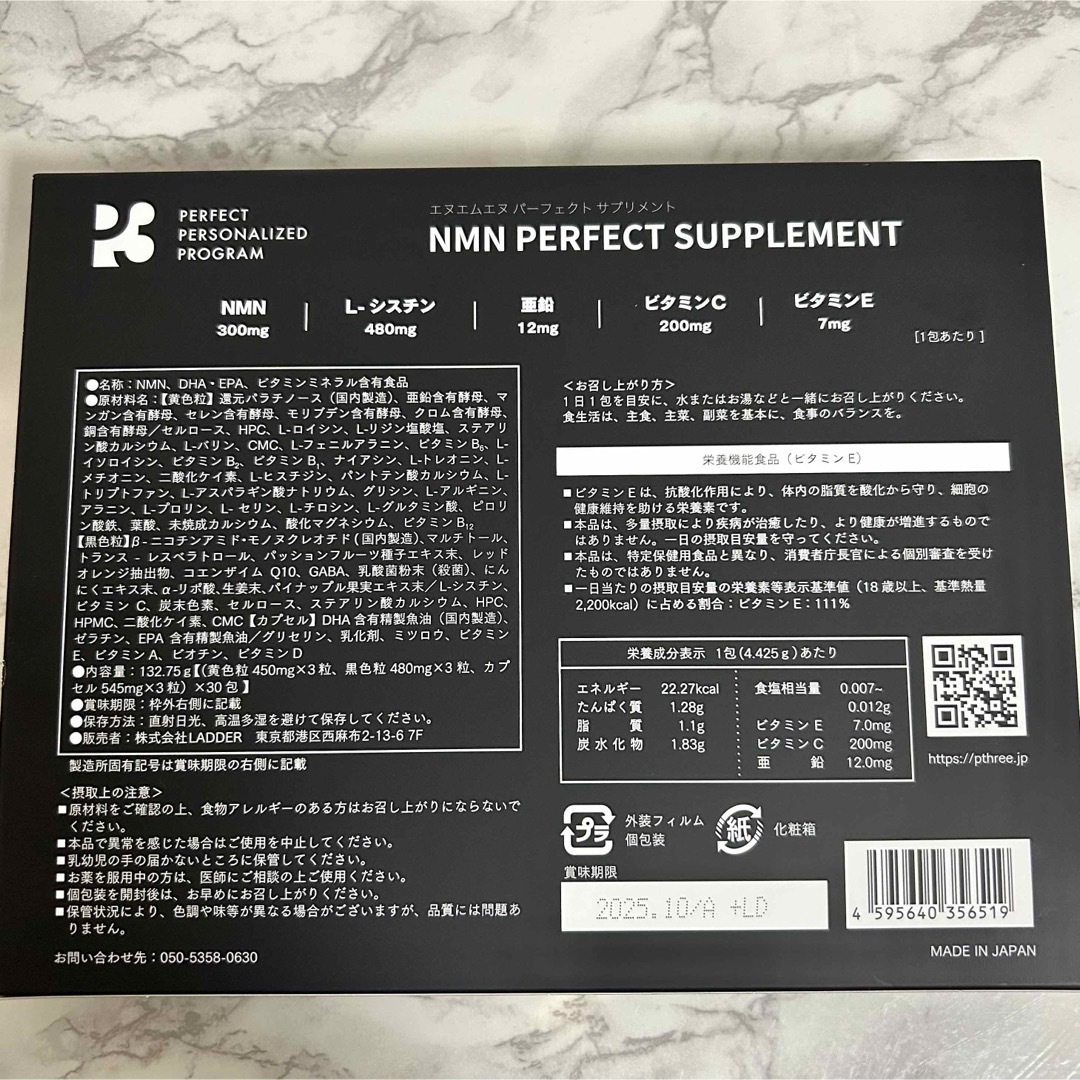 PERFECT
PERSONALIZED
PROGRAM
エヌエムエヌ パーフェクト サプリメント
NMN PERFECT SUPPLEMENT
NMN
300mg
L-シスチン
480mg
亜鉛
12mg
ビタミンC
200mg
ビタミンE
7mg
[1包あたり]
●名称：NMN、DHA・EPA、ビタミンミネラル含有食品
●原材料名：【黄色粒】還元パラチノース（国内製造）、亜鉛含有酵母、マ
ンガン含有酵母、セレン含有酵母、モリブデン含有酵母、クロム含有酵母、
銅含有酵母／セルロース、HPC、L-ロイシン、L-リジン塩酸塩、ステアリ
ン酸カルシウム、L-バリン、CMC、L-フェニルアラニン、ビタミンB6、L-
イソロイシン、ビタミンB2、ビタミンB1、ナイアシン、L-トレオニン、L-
メチオニン、二酸化ケイ素、L-ヒスチジン、パントテン酸カルシウム、L-
トリプトファン、L-アスパラギン酸ナトリウム、グリシン、L-アルギニン、
アラニン、L-プロリン、L- セリン、L-チロシン、L-グルタミン酸、ピロリン
酸鉄、葉酸、未焼成カルシウム、酸化マグネシウム、ビタミンB12
【黒色粒】β-ニコチンアミド・モノヌクレオチド(国内製造)、マルチトール、
トランス - レスベラトロール、パッションフルーツ種子エキス末、レッド
オレンジ抽出物、コエンザイム Q10、GABA、乳酸菌粉末（殺菌）、にん
にくエキス末、α-リポ酸、生姜末、パイナップル果実エキス末／L-シスチン、
ビタミン C、炭末色素、セルロース、ステアリン酸カルシウム、HPC、
HPMC、二酸化ケイ素、CMC【カプセル】DHA 含有精製魚油（国内製造）、
ゼラチン、EPA 含有精製魚油／グリセリン、乳化剤、ミツロウ、ビタミン
E、ビタミンA、ビオチン、ビタミンD
●内容量：132.75g【（黄色粒 450mg×3 粒、黒色粒 480mg×3 粒、カプ
セル 545mg×3 粒）×30 包 】
●賞味期限：枠外右側に記載
●保存方法：直射日光、高温多湿を避けて保存してください。
●販売者：株式会社LADDER 東京都港区西麻布2-13-6 7F
製造所固有記号は賞味期限の右側に記載
＜摂取上の注意＞
■原材料をご確認の上、食物アレルギーのある方はお召し上がりにならないで
ください。
■本品で異常を感じた場合はご使用を中止してください。
■乳幼児の手の届かないところに保管してください。
■お薬を服用中の方は、医師にご相談の上ご使用ください。
■個包装を開封後は、お早めにお召し上がりください。
■保管状況により、色調や味等が異なる場合がございますが、品質には問題あ
りません。
お問い合わせ先：050-5358-0630
＜お召し上がり方＞
1日1包を目安に、水またはお湯などと一緒にお召し上がりください。
食生活は、主食、主菜、副菜を基本に、食事のバランスを。
栄養機能食品（ビタミンE）
■ビタミンEは、抗酸化作用により、体内の脂質を酸化から守り、細胞の
健康維持を助ける栄養素です。
■本品は、多量摂取により疾病が治癒したり、より健康が増進するもので
はありません。一日の摂取目安量を守ってください。
■本品は、特定保健用食品と異なり、消費者庁長官による個別審査を受け
たものではありません。
■一日当たりの摂取目安量の栄養素等表示基準値（18歳以上、基準熱量
2,200kcal）に占める割合：ビタミンE：111%
栄養成分表示 1包(4.425g)あたり
エネルギー 22.27kcal
たんぱく質 1.28g
脂質 1.1g
炭水化物 1.83g
食塩相当量 0.007~
0.012g
ビタミン E 7.0mg
ビタミン C 200mg
亜鉛 12.0mg
https://pthree.jp
プラ
外装フィルム
個包装
紙
化粧箱
賞味期限
2025.10/A +LD
4 595640 356519
MADE IN JAPAN